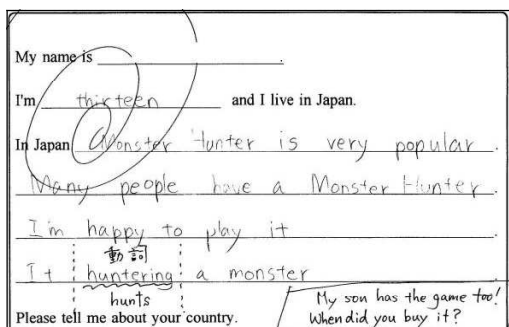 My name is
I'm thirteen and I live in Japan.
In Japan Monster Hunter is very popular.
Many people have a Monster Hunter.
I'm happy to play it
動詞
It huntering a monster
hunts
Please tell me about your country.
My son has the game too!
When did you buy it?